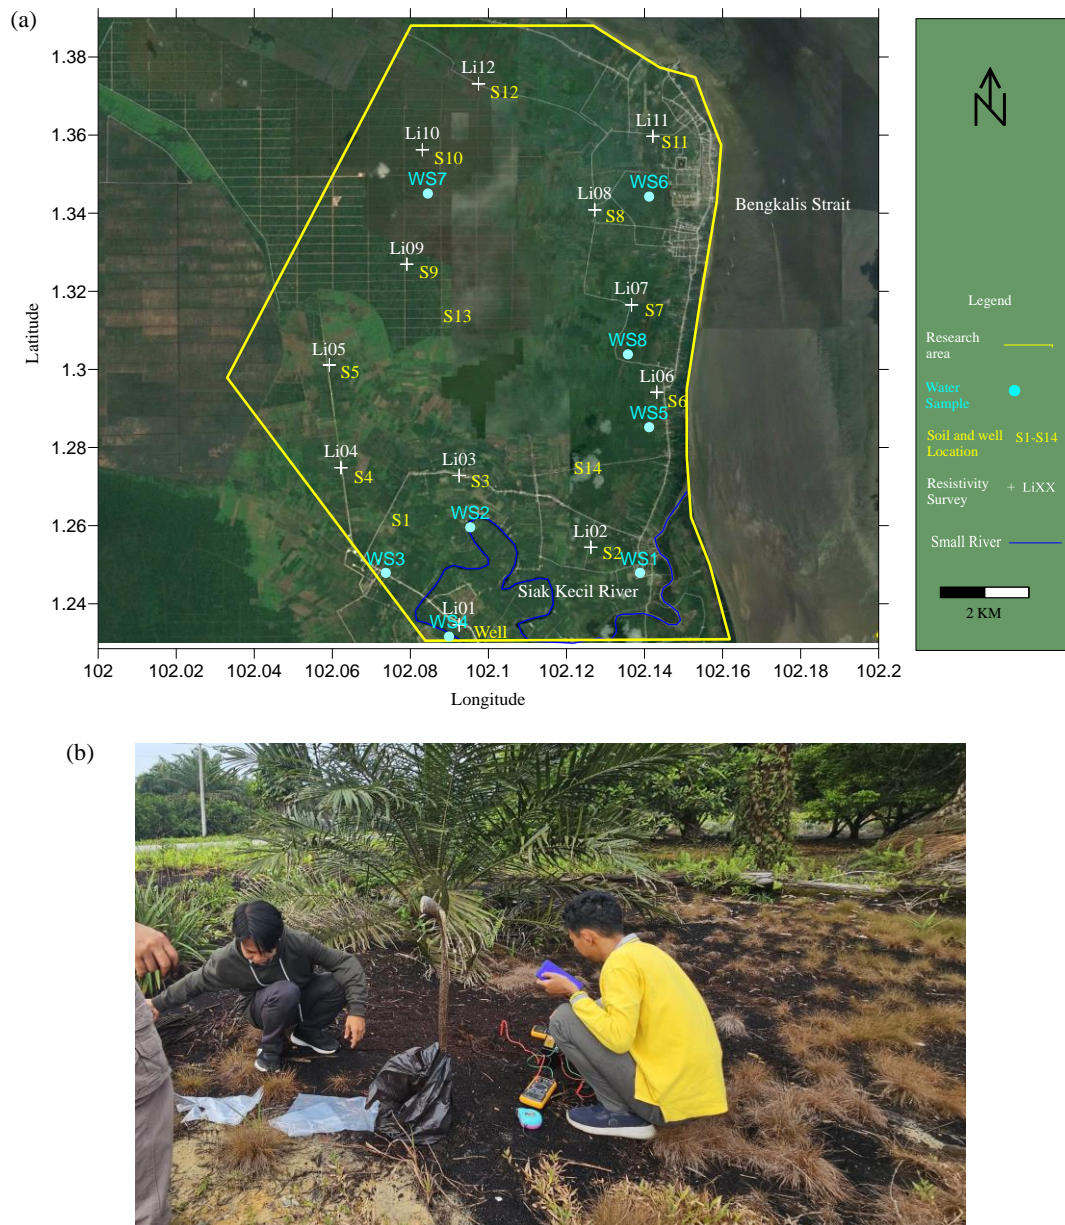 (a)
1.38
1.36
1.34
1.32
1.3
1.28
1.26
1.24
Latitude
102
102.02
102.04
102.06
102.08
102.1
102.12
102.14
102.16
102.18
102.2
Longitude
Li12
S12
Li11
S11
Li10
S10
WS7
WS6
Li08
S8
Bengkalis Strait
Li09
S9
Li07
S7
S13
WS8
Li05
S5
Li06
S6
WS5
Li04
S4
Li03
S3
S14
S1
WS2
Li02
S2
WS3
WS1
Siak Kecil River
Li01
WS4
Well
N
Legend
Research
area
Water
Sample
Soil and well
Location
S1-S14
Resistivity
Survey
+ LiXX
Small River
2 KM
(b)